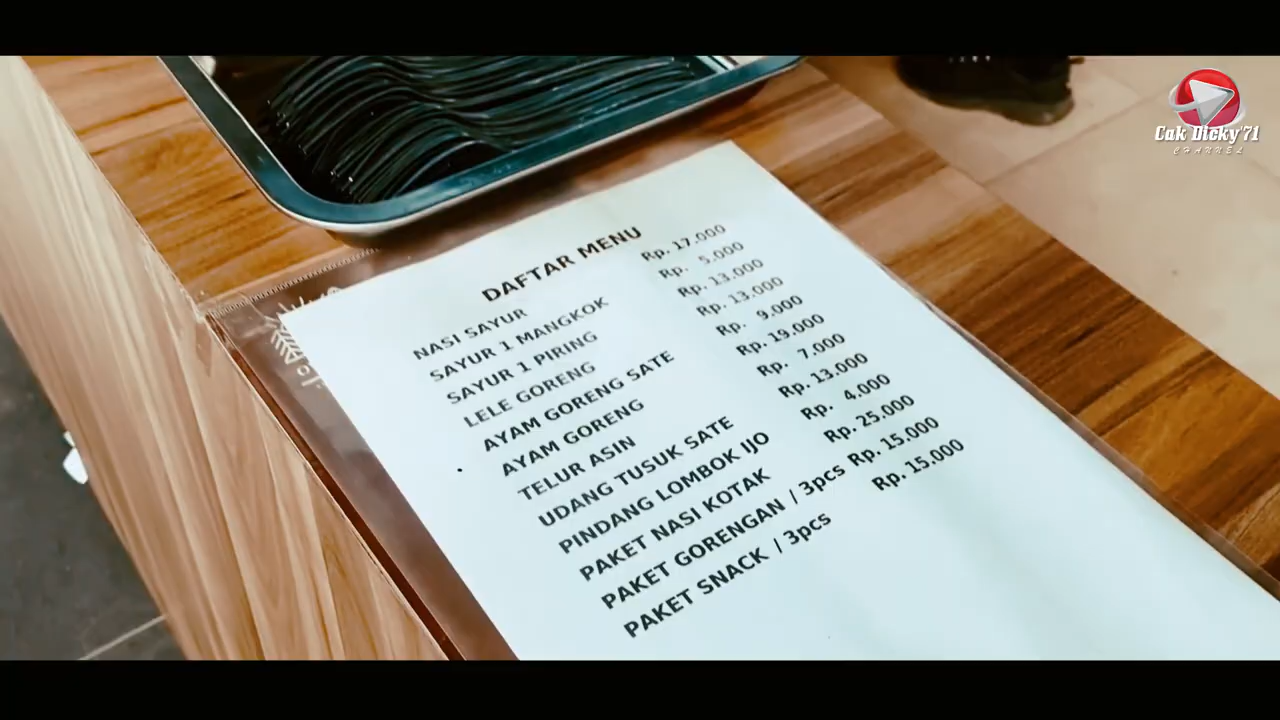 Cak Dicky'71
CHANNEL
DAFTAR MENU
NASI SAYUR Rp. 17.000
SAYUR 1 MANGKOK Rp. 5.000
SAYUR 1 PIRING Rp. 13.000
LELE GORENG Rp. 13.000
AYAM GORENG SATE Rp. 9.000
AYAM GORENG Rp. 19.000
TELUR ASIN Rp. 7.000
UDANG TUSUK SATE Rp. 13.000
PINDANG LOMBOK IJO Rp. 4.000
PAKET NASI KOTAK Rp. 25.000
PAKET GORENGAN / 3pcs Rp. 15.000
PAKET SNACK / 3pcs Rp. 15.000